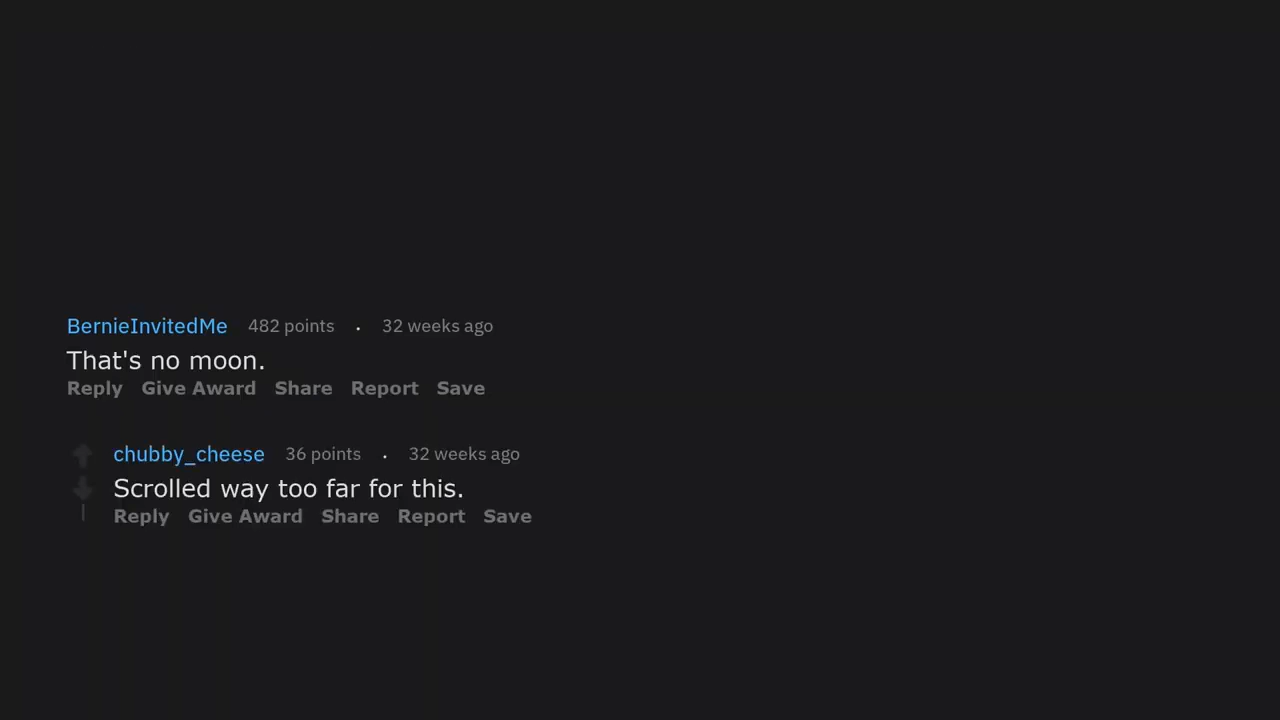 BernieInvitedMe 482 points . 32 weeks ago
That's no moon.
Reply Give Award Share Report Save
chubby_cheese 36 points . 32 weeks ago
Scrolled way too far for this.
Reply Give Award Share Report Save